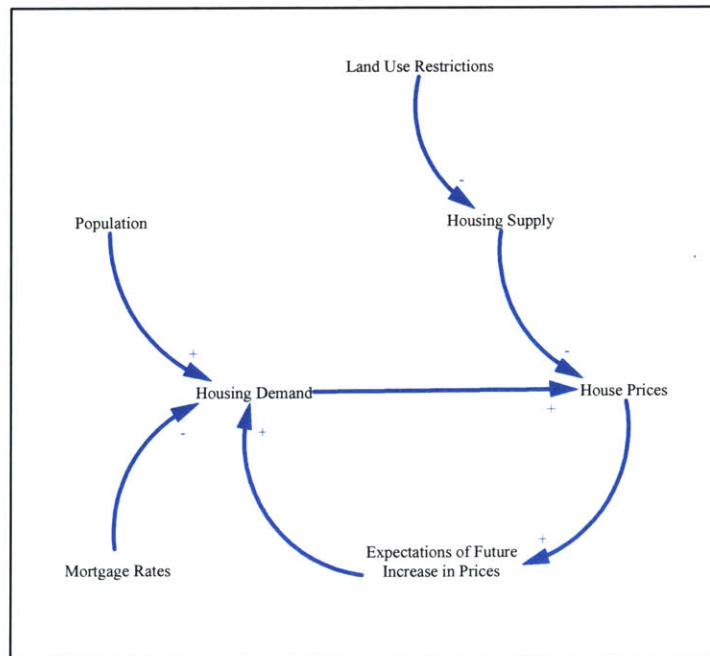 Land Use Restrictions
-
Housing Supply
Population
-
+
Housing Demand
House Prices
+
-
+
+
Expectations of Future
Increase in Prices
Mortgage Rates